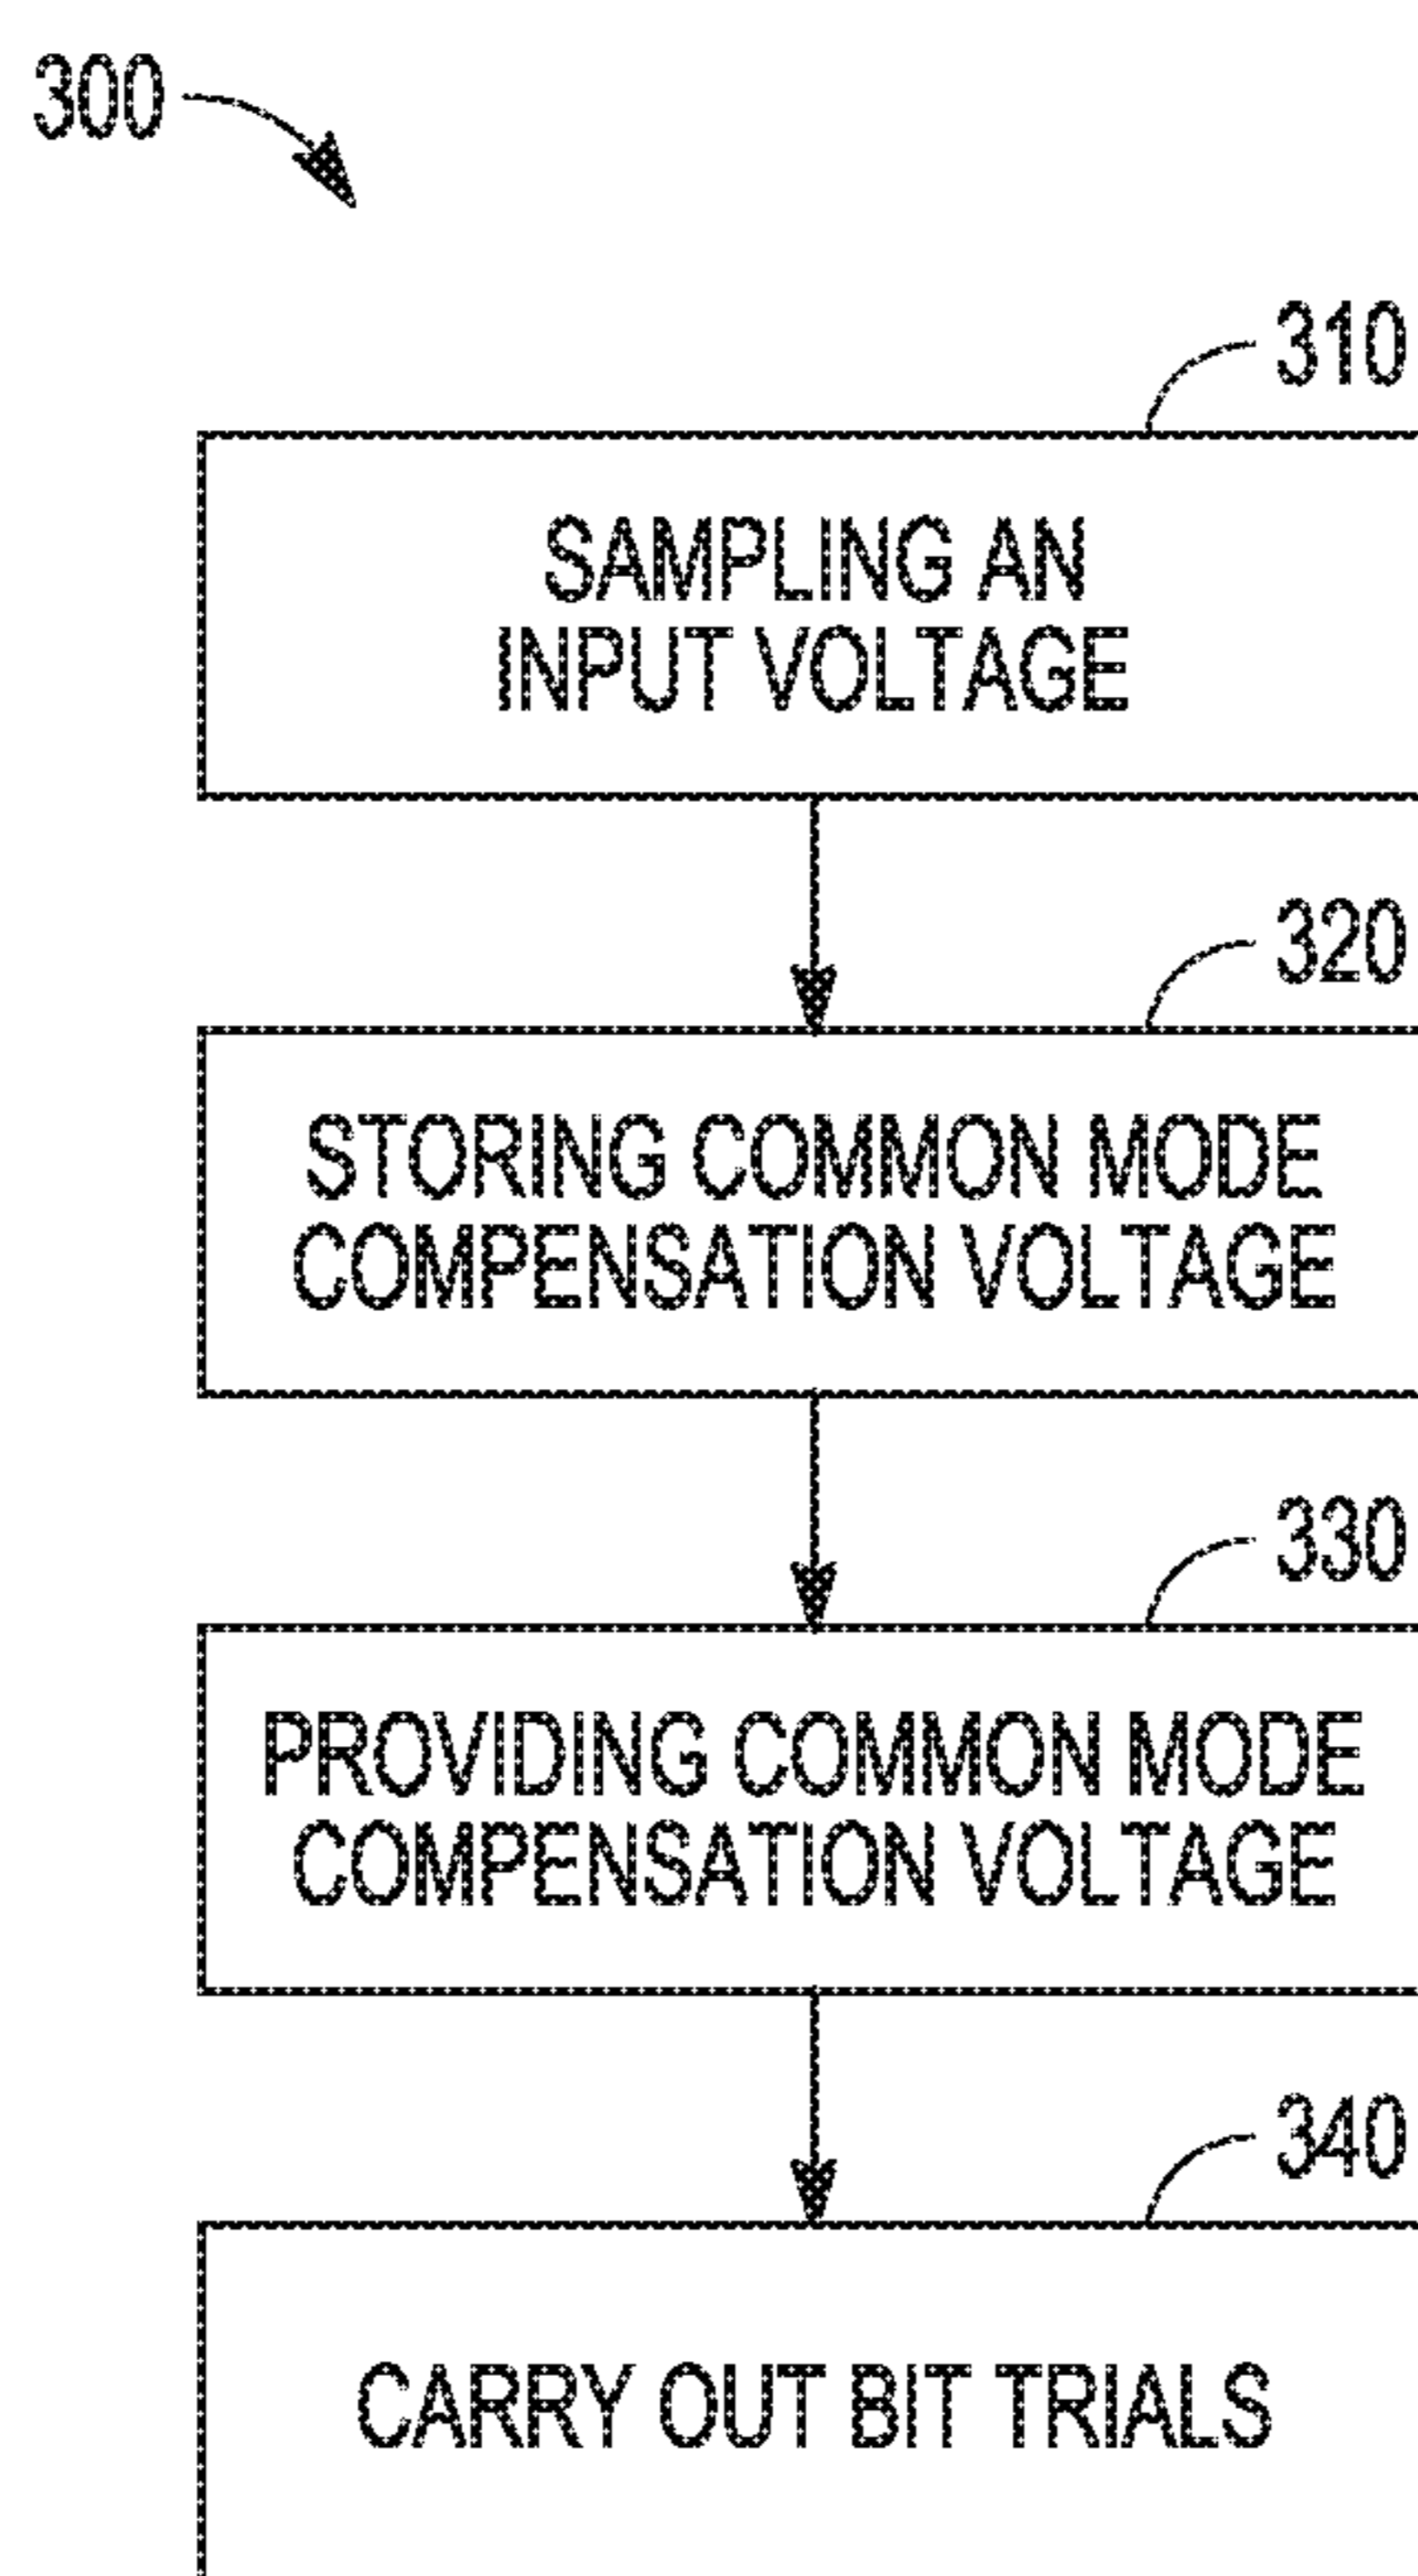 300
310
SAMPLING AN
INPUT VOLTAGE
320
STORING COMMON MODE
COMPENSATION VOLTAGE
330
PROVIDING COMMON MODE
COMPENSATION VOLTAGE
340
CARRY OUT BIT TRIALS